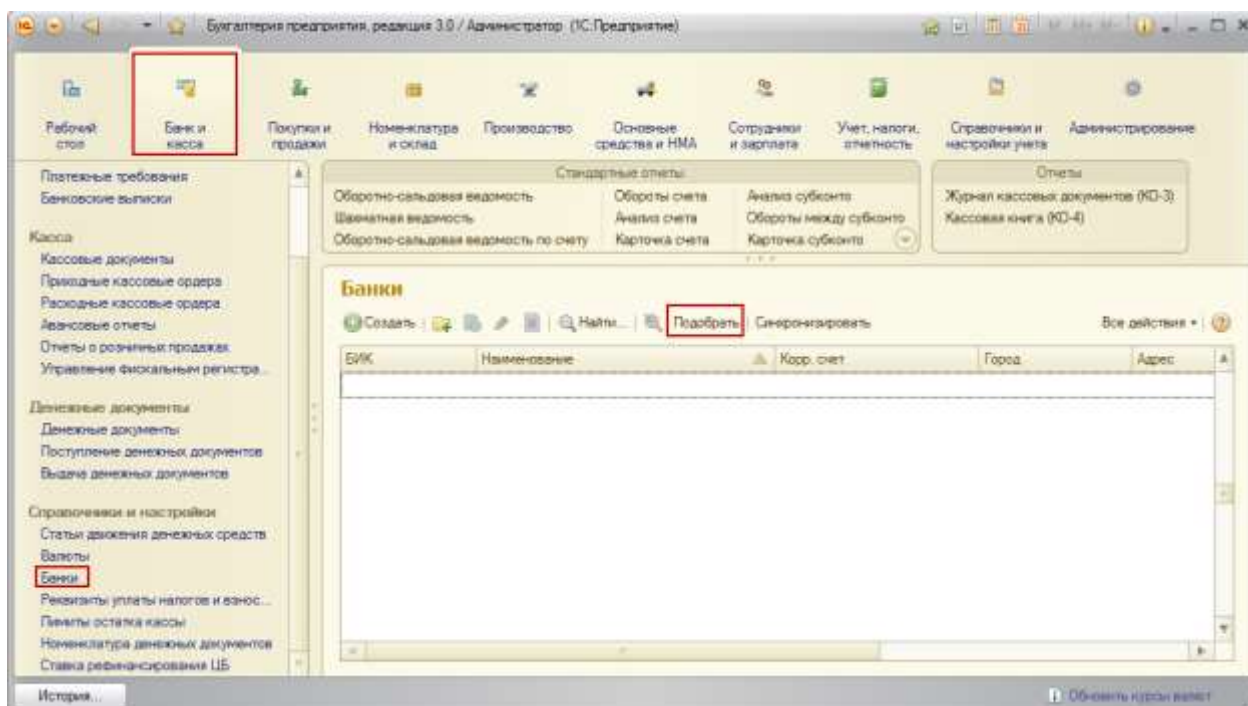 Бухгалтерия предприятия, редакция 3.0 / Администратор (1С:Предприятие)
Рабочий стол
Банк и касса
Покупки и продажи
Номенклатура и склад
Производство
Основные средства и НМА
Сотрудники и зарплата
Учет, налоги, отчетность
Справочники и настройки учета
Администрирование
Платежные требования
Банковские выписки
Касса
Кассовые документы
Приходные кассовые ордера
Расходные кассовые ордера
Авансовые отчеты
Отчеты о розничных продажах
Управление фискальным регистра...
Денежные документы
Денежные документы
Поступление денежных документов
Выдача денежных документов
Справочники и настройки
Статьи движения денежных средств
Валюты
Банки
Реквизиты уплаты налогов и взнос...
Лимиты остатка кассы
Номенклатура денежных документов
Ставка рефинансирования ЦБ
Стандартные отчеты
Оборотно-сальдовая ведомость
Обороты счета
Анализ субконто
Шахматная ведомость
Анализ счета
Обороты между субконто
Оборотно-сальдовая ведомость по счету
Карточка счета
Карточка субконто
Отчеты
Журнал кассовых документов (КО-3)
Кассовая книга (КО-4)
Банки
Создать
Найти...
Подобрать
Синхронизировать
Все действия
БИК
Наименование
Корр. счет
Город
Адрес
История...
Обновить курсы валют